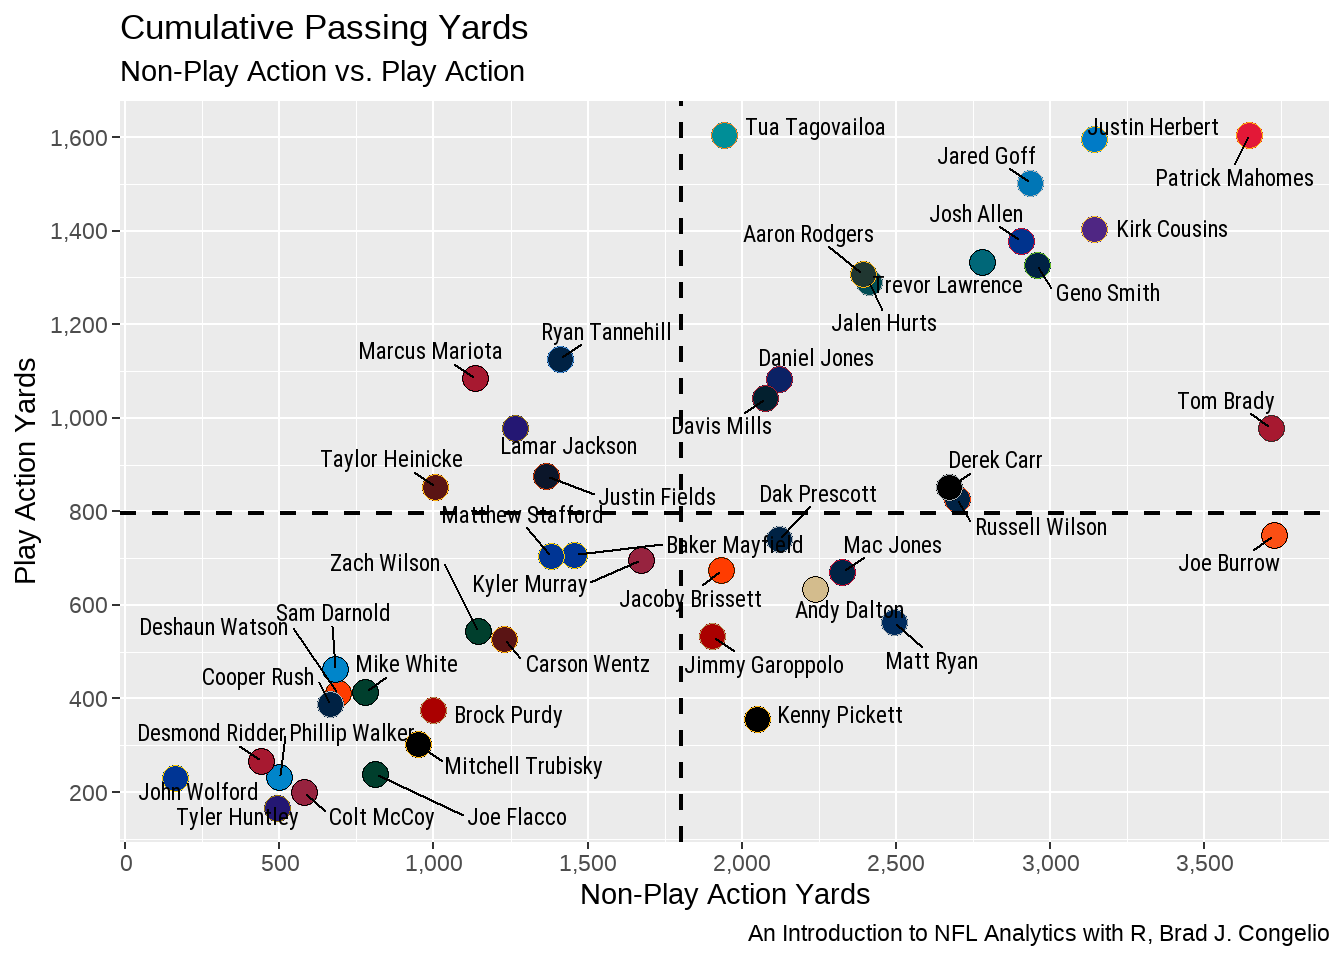 Cumulative Passing Yards
Non-Play Action vs. Play Action
1,600
1,400
1,200
1,000
800
600
400
200
Play Action Yards
Tua Tagovailoa
Justin Herbert
Jared Goff
Patrick Mahomes
Josh Allen
Kirk Cousins
Aaron Rodgers
Trevor Lawrence
Geno Smith
Jalen Hurts
Ryan Tannehill
Marcus Mariota
Daniel Jones
Davis Mills
Tom Brady
Lamar Jackson
Taylor Heinicke
Derek Carr
Justin Fields
Dak Prescott
Matthew Stafford
Russell Wilson
Baker Mayfield
Mac Jones
Zach Wilson
Joe Burrow
Kyler Murray
Jacoby Brissett
Andy Dalton
Sam Darnold
Deshaun Watson
Mike White
Carson Wentz
Jimmy Garoppolo
Matt Ryan
Cooper Rush
Brock Purdy
Kenny Pickett
Desmond Ridder
Phillip Walker
Mitchell Trubisky
John Wolford
Tyler Huntley
Colt McCoy
Joe Flacco
0
500
1,000
1,500
2,000
2,500
3,000
3,500
Non-Play Action Yards
An Introduction to NFL Analytics with R, Brad J. Congelio